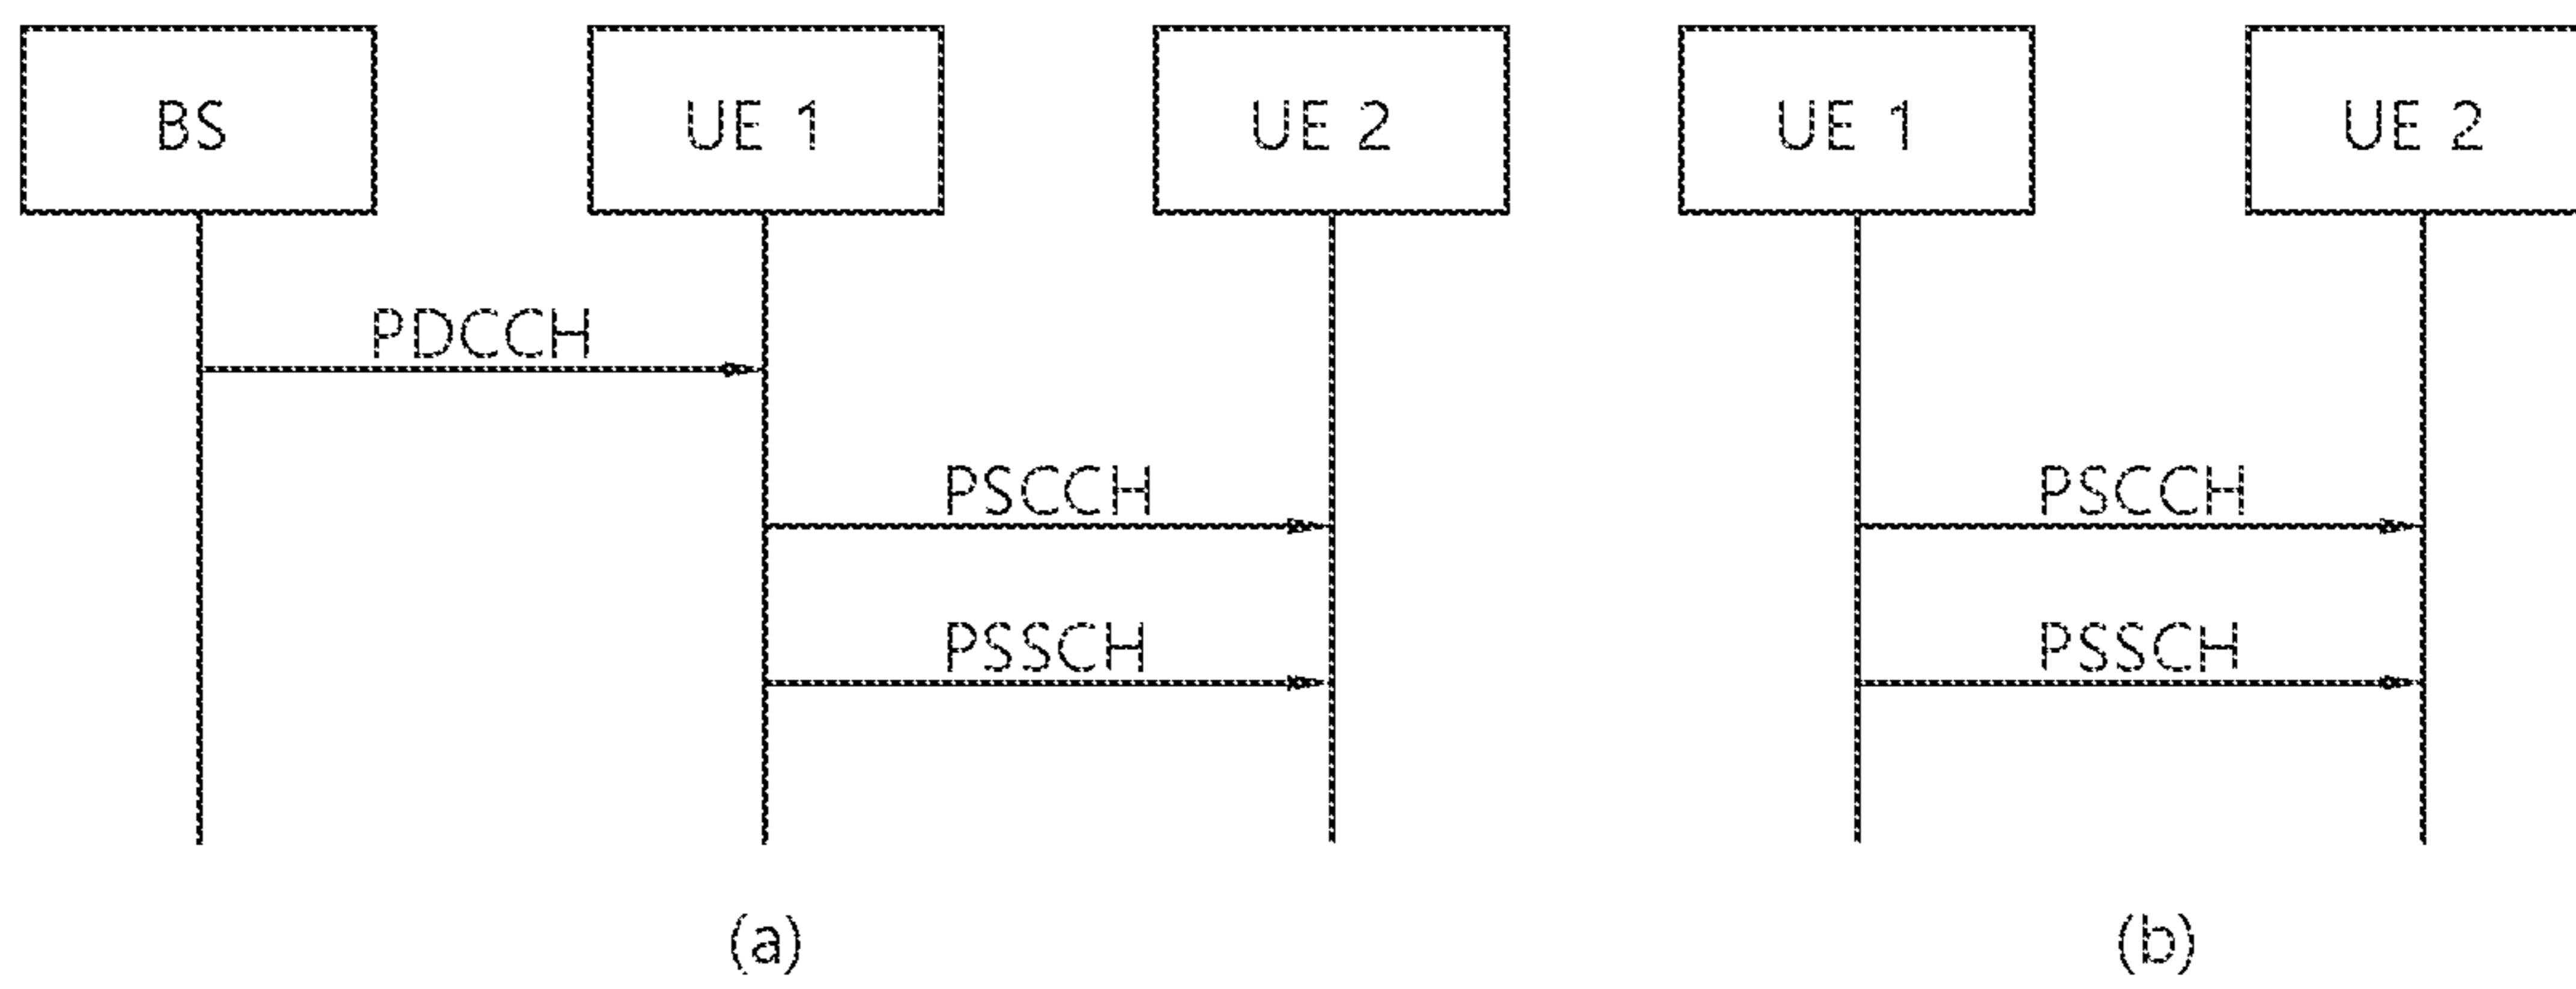 BS UE 1 UE 2 UE 1 UE 2
PDCCH
PSCCH PSCCH
PSSCH PSSCH
(a) (b)